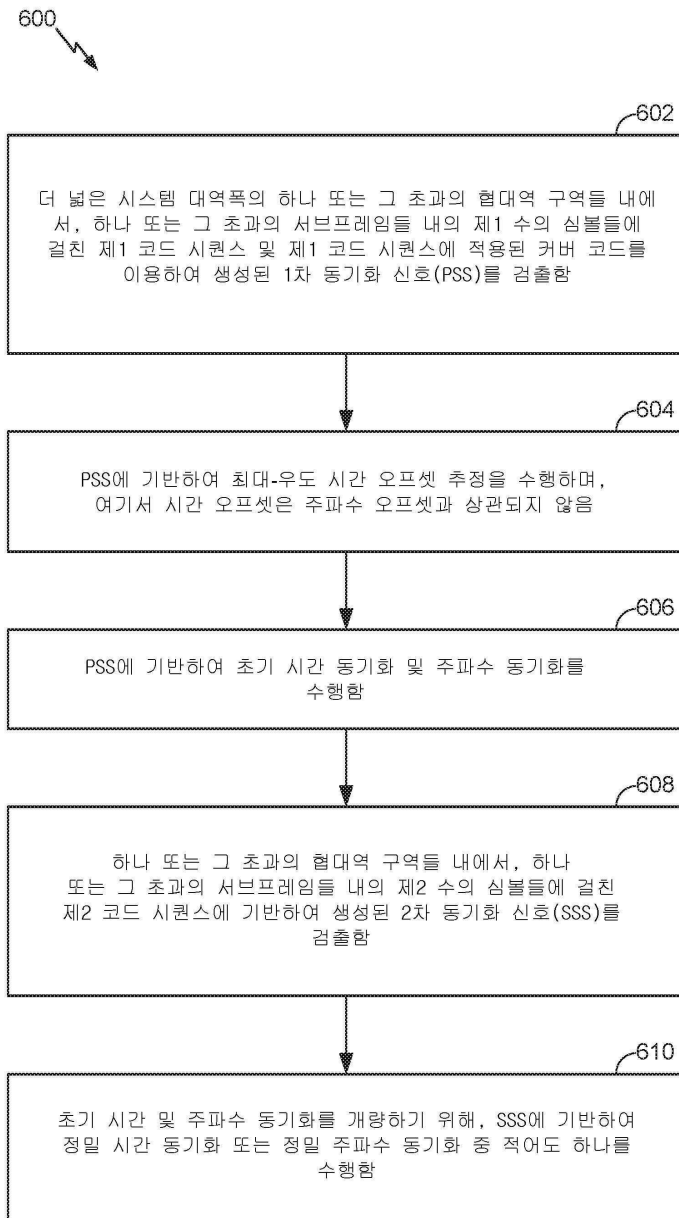 600
602
더 넓은 시스템 대역폭의 하나 또는 그 초과의 협대역 구역들 내에
서, 하나 또는 그 초과의 서브프레임들 내의 제1 수의 심볼들에
걸친 제1 코드 시퀀스 및 제1 코드 시퀀스에 적용된 커버 코드를
이용하여 생성된 1차 동기화 신호(PSS)를 검출함
604
PSS에 기반하여 최대-우도 시간 오프셋 추정을 수행하며,
여기서 시간 오프셋은 주파수 오프셋과 상관되지 않음
606
PSS에 기반하여 초기 시간 동기화 및 주파수 동기화를
수행함
608
하나 또는 그 초과의 협대역 구역들 내에서, 하나
또는 그 초과의 서브프레임들 내의 제2 수의 심볼들에 걸친
제2 코드 시퀀스에 기반하여 생성된 2차 동기화 신호(SSS)를
검출함
610
초기 시간 및 주파수 동기화를 개량하기 위해, SSS에 기반하여
정밀 시간 동기화 또는 정밀 주파수 동기화 중 적어도 하나를
수행함